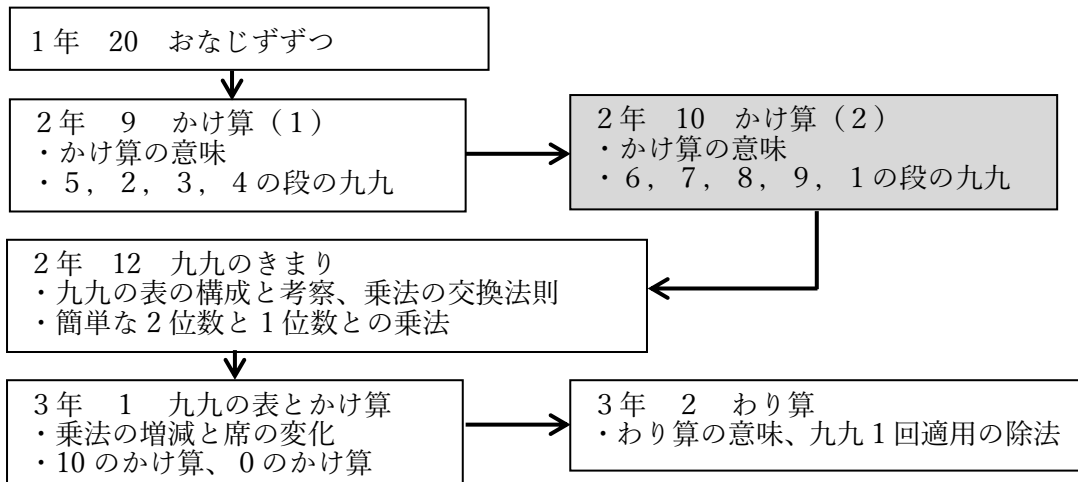 1年 20 おなじずずつ
2年 9 かけ算（1）
・かけ算の意味
・5，2，3，4の段の九九
2年 10 かけ算（2）
・かけ算の意味
・6，7，8，9，1の段の九九
2年 12 九九のきまり
・九九の表の構成と考察、乗法の交換法則
・簡単な2位数と1位数との乗法
3年 1 九九の表とかけ算
・乗法の増減と席の変化
・10のかけ算、0のかけ算
3年 2 わり算
・わり算の意味、九九1回適用の除法